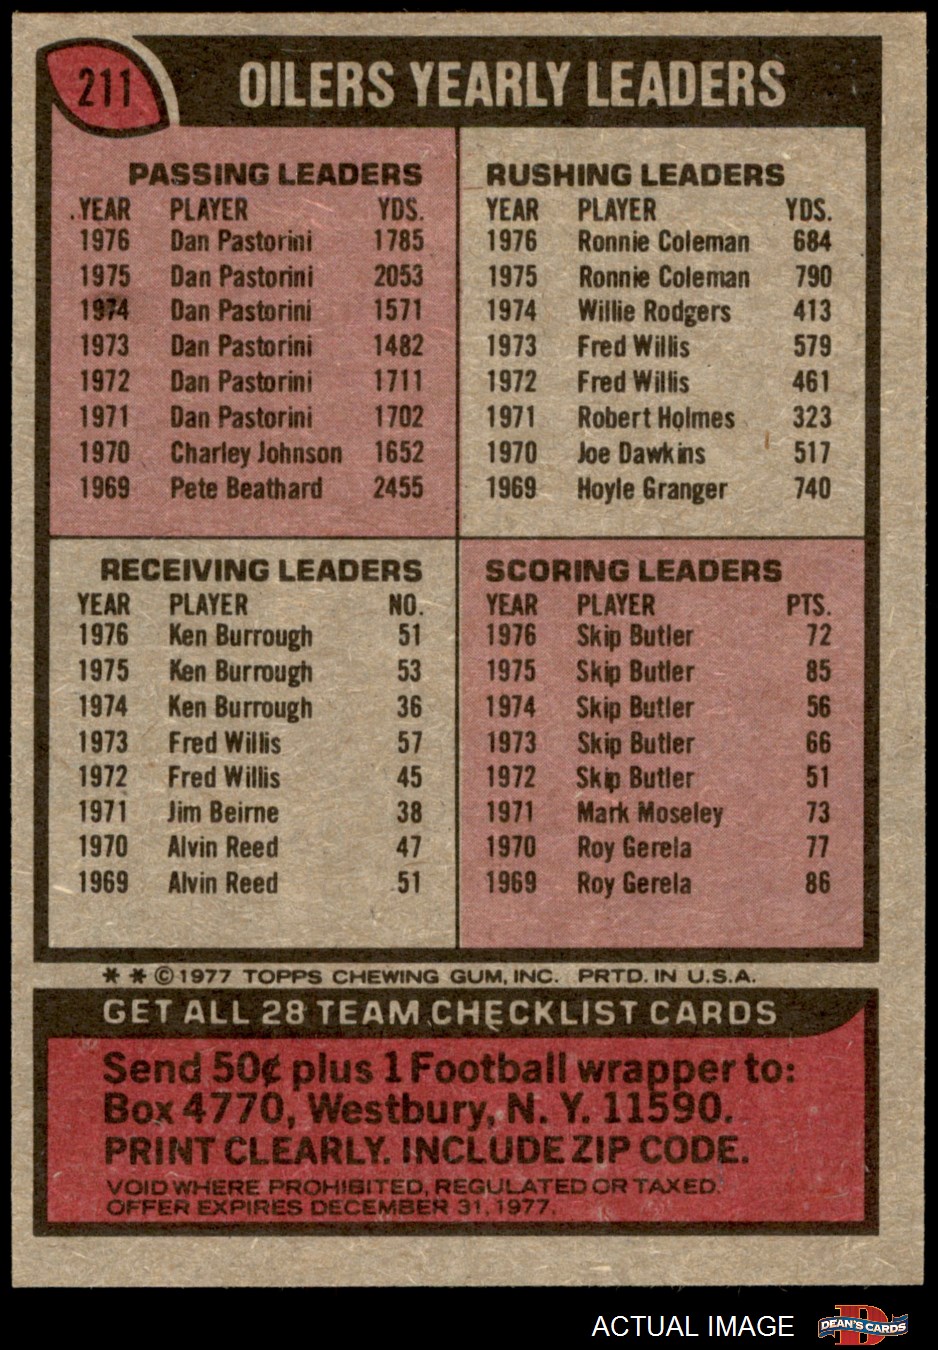 211
OILERS YEARLY LEADERS
PASSING LEADERS
YEAR PLAYER YDS.
1976 Dan Pastorini 1785
1975 Dan Pastorini 2053
1974 Dan Pastorini 1571
1973 Dan Pastorini 1482
1972 Dan Pastorini 1711
1971 Dan Pastorini 1702
1970 Charley Johnson 1652
1969 Pete Beathard 2455
RUSHING LEADERS
YEAR PLAYER YDS.
1976 Ronnie Coleman 684
1975 Ronnie Coleman 790
1974 Willie Rodgers 413
1973 Fred Willis 579
1972 Fred Willis 461
1971 Robert Holmes 323
1970 Joe Dawkins 517
1969 Hoyle Granger 740
RECEIVING LEADERS
YEAR PLAYER NO.
1976 Ken Burrough 51
1975 Ken Burrough 53
1974 Ken Burrough 36
1973 Fred Willis 57
1972 Fred Willis 45
1971 Jim Beirne 38
1970 Alvin Reed 47
1969 Alvin Reed 51
SCORING LEADERS
YEAR PLAYER PTS.
1976 Skip Butler 72
1975 Skip Butler 85
1974 Skip Butler 56
1973 Skip Butler 66
1972 Skip Butler 51
1971 Mark Moseley 73
1970 Roy Gerela 77
1969 Roy Gerela 86
* * © 1977 TOPPS CHEWING GUM, INC. PRTD. IN U.S.A.
GET ALL 28 TEAM CHECKLIST CARDS
Send 50¢ plus 1 Football wrapper to:
Box 4770, Westbury, N. Y. 11590.
PRINT CLEARLY. INCLUDE ZIP CODE.
VOID WHERE PROHIBITED, REGULATED OR TAXED.
OFFER EXPIRES DECEMBER 31, 1977.
ACTUAL IMAGE
D
DEAN'S CARDS